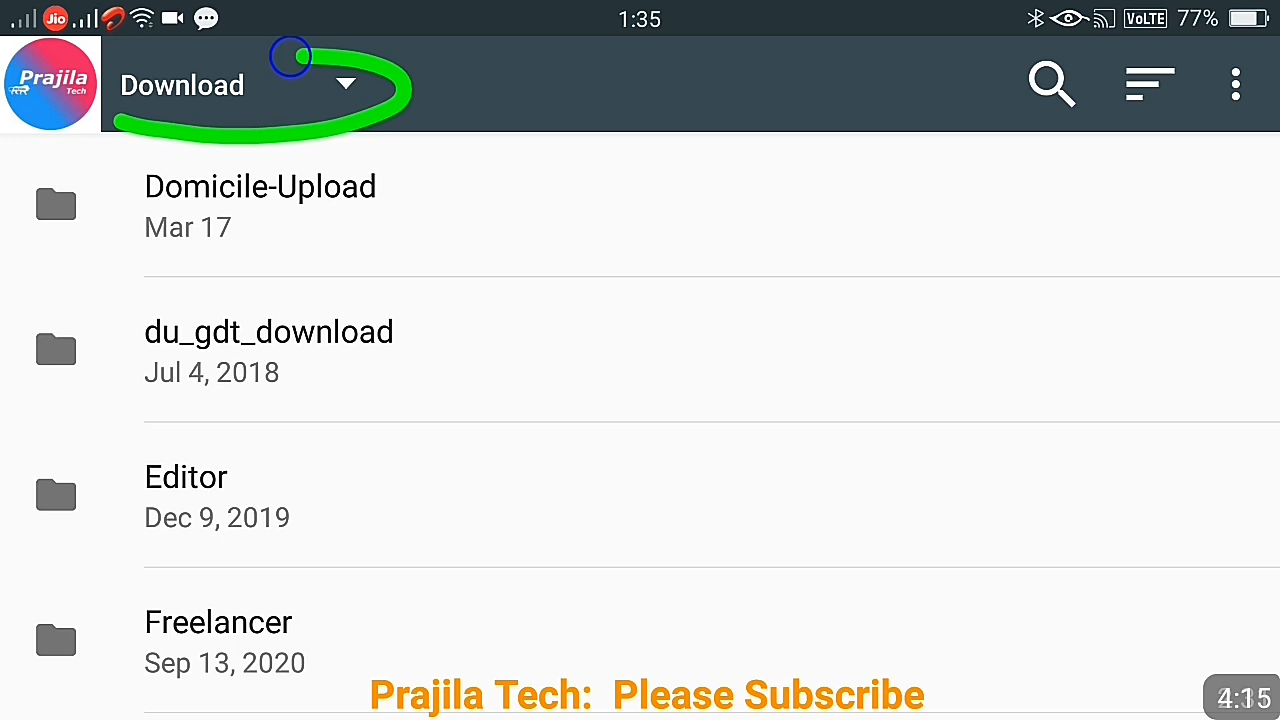 Jio 1:35 VoLTE 77%
Prajila
Tech
Download
Domicile-Upload
Mar 17
du_gdt_download
Jul 4, 2018
Editor
Dec 9, 2019
Freelancer
Sep 13, 2020
Prajila Tech: Please Subscribe
4:15